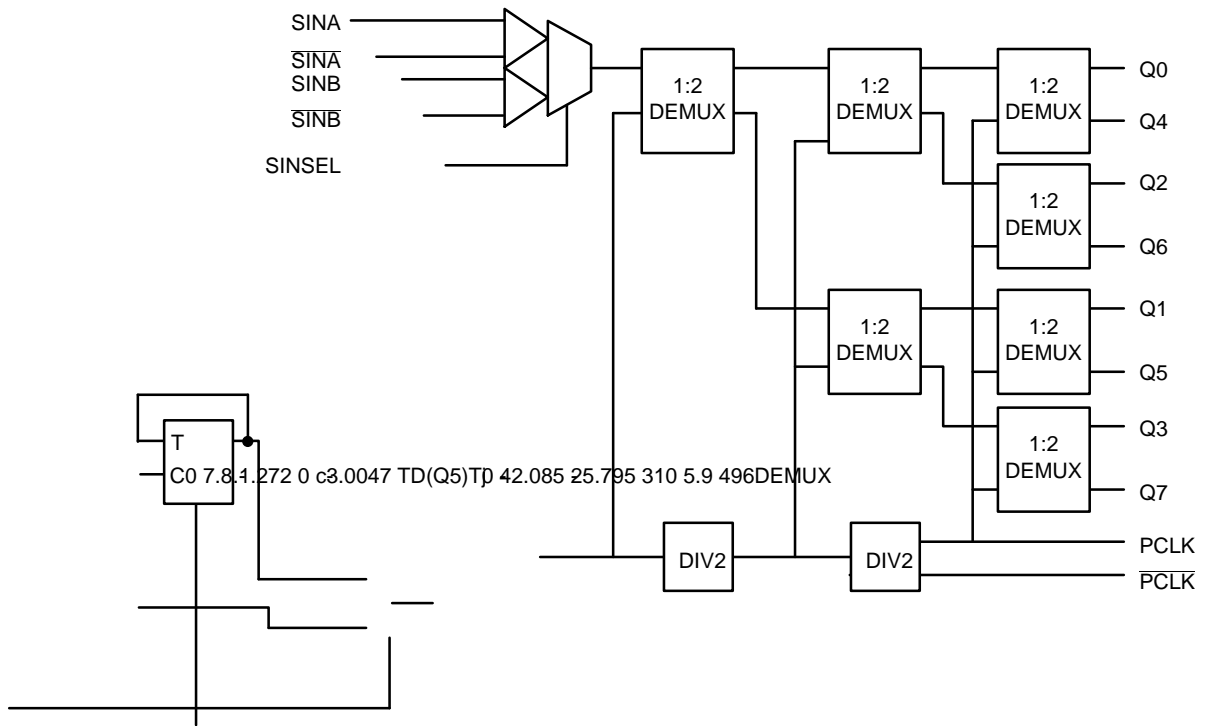 SINA
SINA
SINB
SINB
SINSEL
1:2
DEMUX
1:2
DEMUX
1:2
DEMUX
Q0
Q4
1:2
DEMUX
Q2
Q6
1:2
DEMUX
1:2
DEMUX
Q1
Q5
1:2
DEMUX
Q3
Q7
T
C0 7.8.1.272 0 c3.0047 TD(Q5)Tj0 42.085 25.795 310 5.9 496DEMUX
DIV2
DIV2
PCLK
PCLK